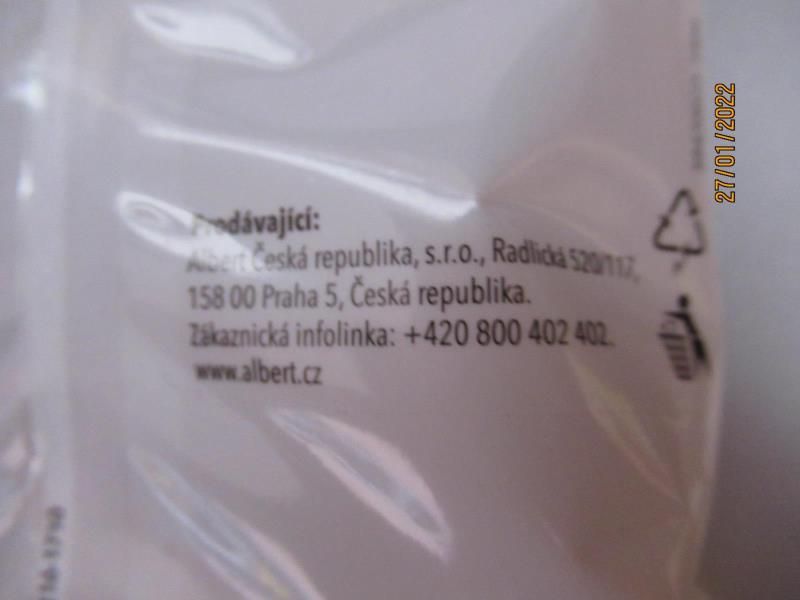 Prodávající:
Albert Česká republika, s.r.o., Radlická 520/117,
158 00 Praha 5, Česká republika.
Zákaznická infolinka: +420 800 402 402.
www.albert.cz
27/01/2022